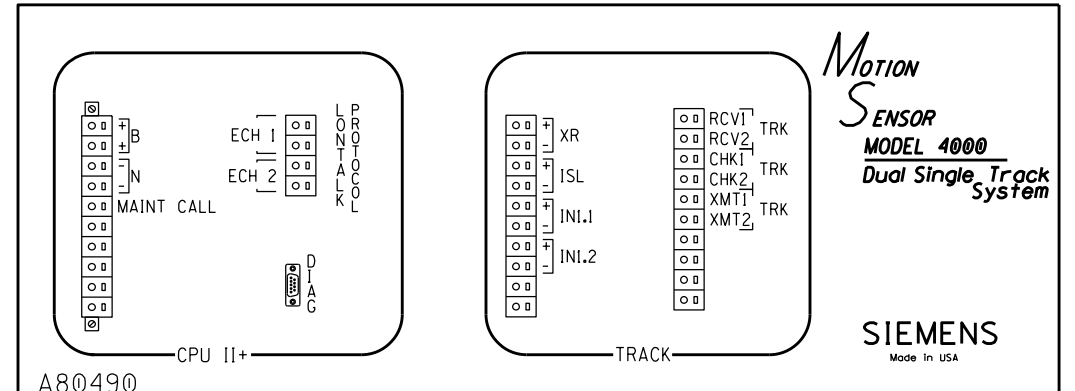 MOTION
SENSOR
MODEL 4000
Dual Single Track
System
+
B
+
-
N
-
MAINT CALL
ECH 1
ECH 2
LONTALK
PROTOCOL
DIAG
CPU II+
+
XR
-
+
ISL
-
+
IN1.1
-
+
IN1.2
-
RCV1
TRK
RCV2
CHK1
TRK
CHK2
XMT1
TRK
XMT2
TRACK
SIEMENS
Made in USA
A80490